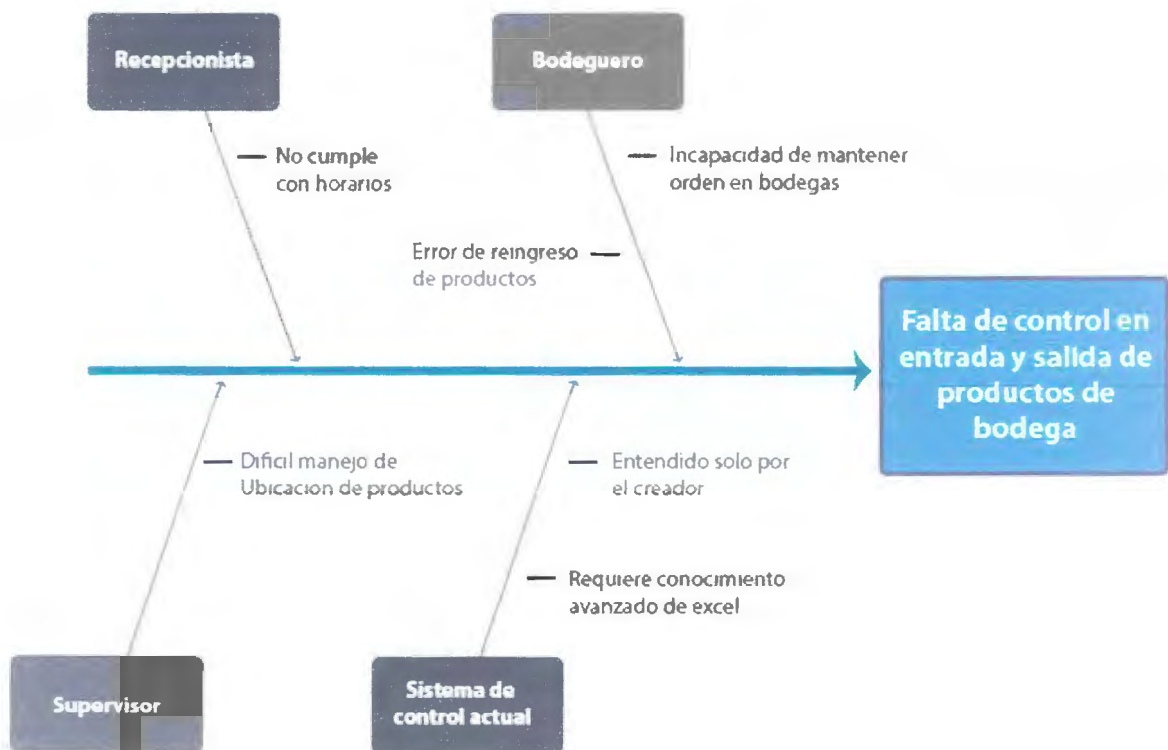 Recepcionista
Bodeguero
No cumple
con horarios
Incapacidad de mantener
orden en bodegas
Error de reingreso
de productos
Falta de control en
entrada y salida de
productos de
bodega
Dificil manejo de
Ubicacion de productos
Entendido solo por
el creador
Requiere conocimiento
avanzado de excel
Supervisor
Sistema de
control actual